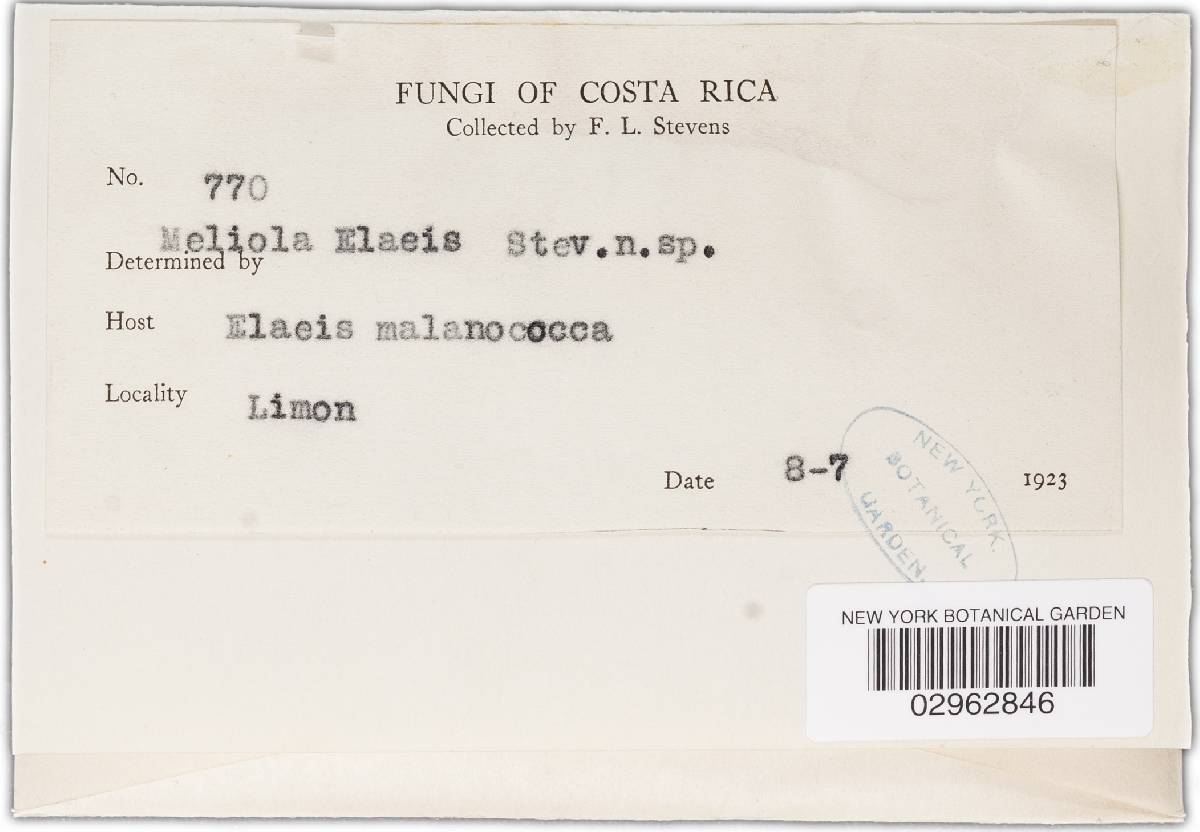 FUNGI OF COSTA RICA
Collected by F. L. Stevens
No. 770
Meliola Elaeis Stev.n.sp.
Determined by
Host Elaeis malanococca
Locality Limon
Date 8-7 1923
NEW YORK
BOTANICAL
GARDEN.
NEW YORK BOTANICAL GARDEN
02962846